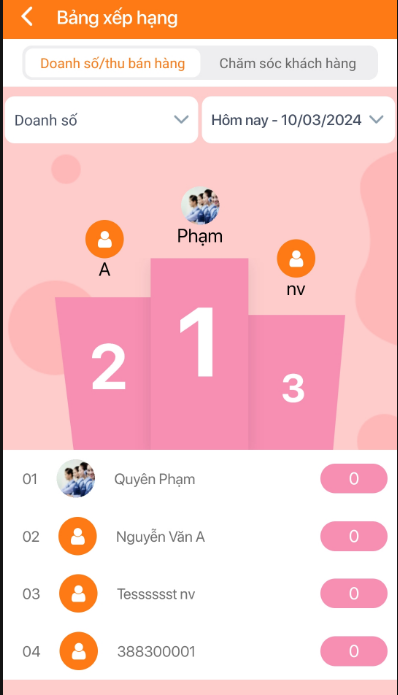 Bảng xếp hạng
Doanh số/thu bán hàng Chăm sóc khách hàng
Doanh số Hôm nay - 10/03/2024
Phạm
A
nv
1
2
3
01 Quyên Phạm 0
02 Nguyễn Văn A 0
03 Tesssssst nv 0
04 388300001 0